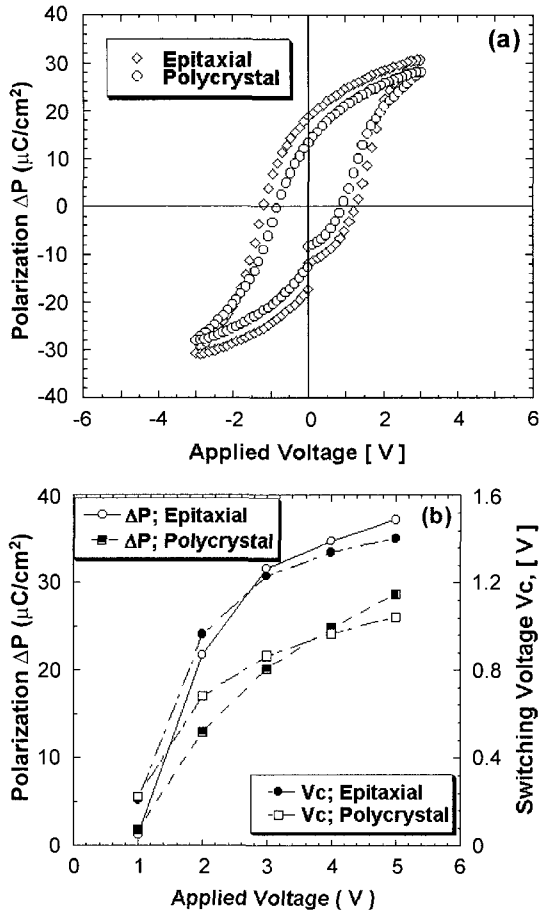 (a)
Epitaxial
Polycrystal
40
30
20
10
0
-10
-20
-30
-40
Polarization ΔP (μC/cm²)
-6 -4 -2 0 2 4 6
Applied Voltage [ V ]
(b)
ΔP; Epitaxial
ΔP; Polycrystal
40
30
20
10
0
Polarization ΔP (μC/cm²)
1.6
1.2
0.8
0.4
0
Switching Voltage Vc, [ V ]
Vc; Epitaxial
Vc; Polycrystal
0 1 2 3 4 5 6
Applied Voltage ( V )